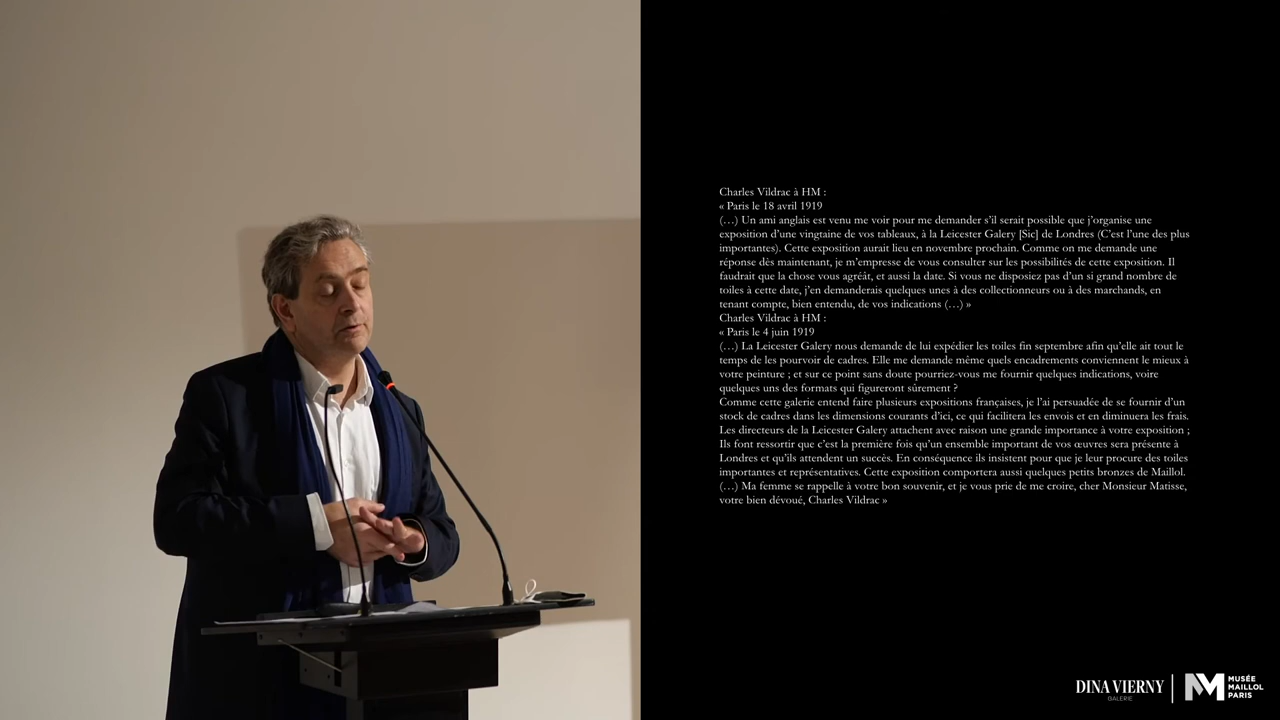 Charles Vildrac à HM :
« Paris le 18 avril 1919
(…) Un ami anglais est venu me voir pour me demander s’il serait possible que j’organise une
exposition d’une vingtaine de vos tableaux, à la Leicester Galery [Sic] de Londres (C’est l’une des plus
importantes). Cette exposition aurait lieu en novembre prochain. Comme on me demande une
réponse dès maintenant, je m’empresse de vous consulter sur les possibilités de cette exposition. Il
faudrait que la chose vous agréât, et aussi la date. Si vous ne disposiez pas d’un si grand nombre de
toiles à cette date, j’en demanderais quelques unes à des collectionneurs ou à des marchands, en
tenant compte, bien entendu, de vos indications (…) »
Charles Vildrac à HM :
« Paris le 4 juin 1919
(…) La Leicester Galery nous demande de lui expédier les toiles fin septembre afin qu’elle ait tout le
temps de les pourvoir de cadres. Elle me demande même quels encadrements conviennent le mieux à
votre peinture ; et sur ce point sans doute pourriez-vous me fournir quelques indications, voire
quelques uns des formats qui figureront sûrement ?
Comme cette galerie entend faire plusieurs expositions françaises, je l’ai persuadée de se fournir d’un
stock de cadres dans les dimensions courants d’ici, ce qui facilitera les envois et en diminuera les frais.
Les directeurs de la Leicester Galery attachent avec raison une grande importance à votre exposition ;
Ils font ressortir que c’est la première fois qu’un ensemble important de vos œuvres sera présente à
Londres et qu’ils attendent un succès. En conséquence ils insistent pour que je leur procure des toiles
importantes et représentatives. Cette exposition comportera aussi quelques petits bronzes de Maillol.
(…) Ma femme se rappelle à votre bon souvenir, et je vous prie de me croire, cher Monsieur Matisse,
votre bien dévoué, Charles Vildrac »
DINA VIERNY
GALERIE
MUSÉE
MAILLOL
PARIS